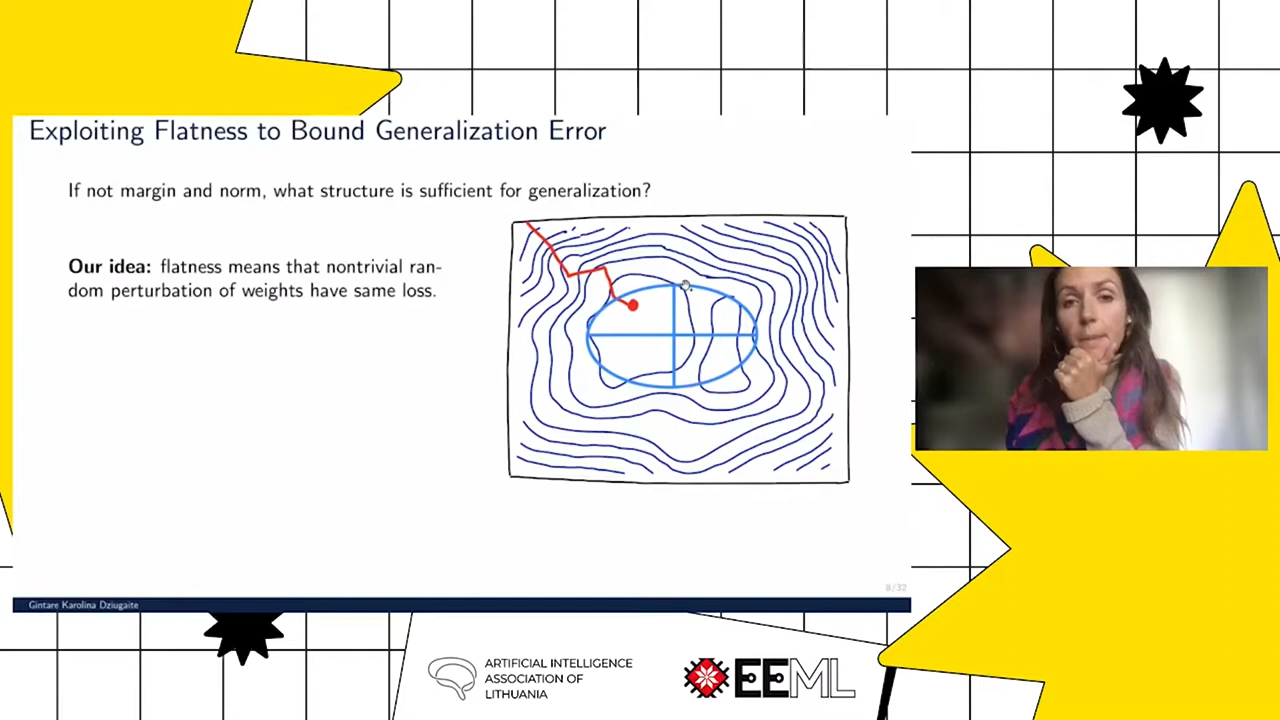 Exploiting Flatness to Bound Generalization Error
If not margin and norm, what structure is sufficient for generalization?
Our idea: flatness means that nontrivial ran-
dom perturbation of weights have same loss.
8/32
Gintare Karolina Dziugaite
ARTIFICIAL INTELLIGENCE
ASSOCIATION OF
LITHUANIA
EEML